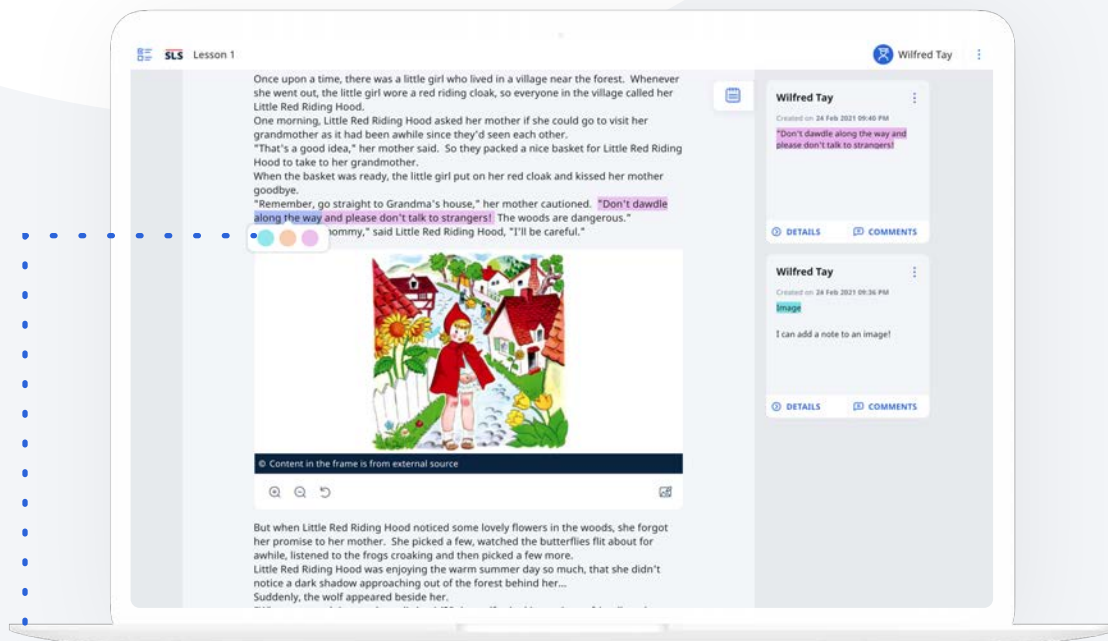 SLS Lesson 1
Wilfred Tay
Once upon a time, there was a little girl who lived in a village near the forest. Whenever
she went out, the little girl wore a red riding cloak, so everyone in the village called her
Little Red Riding Hood.
One morning, Little Red Riding Hood asked her mother if she could go to visit her
grandmother as it had been awhile since they'd seen each other.
"That's a good idea," her mother said. So they packed a nice basket for Little Red Riding
Hood to take to her grandmother.
When the basket was ready, the little girl put on her red cloak and kissed her mother
goodbye.
"Remember, go straight to Grandma's house," her mother cautioned. "Don't dawdle
along the way and please don't talk to strangers! The woods are dangerous."
mommy," said Little Red Riding Hood, "I'll be careful."
© Content in the frame is from external source
But when Little Red Riding Hood noticed some lovely flowers in the woods, she forgot
her promise to her mother. She picked a few, watched the butterflies flit about for
awhile, listened to the frogs croaking and then picked a few more.
Little Red Riding Hood was enjoying the warm summer day so much, that she didn't
notice a dark shadow approaching out of the forest behind her...
Suddenly, the wolf appeared beside her.
Wilfred Tay
Created on 24 Feb 2021 09:40 PM
"Don't dawdle along the way and
please don't talk to strangers!
DETAILS COMMENTS
Wilfred Tay
Created on 24 Feb 2021 09:36 PM
Image
I can add a note to an image!
DETAILS COMMENTS